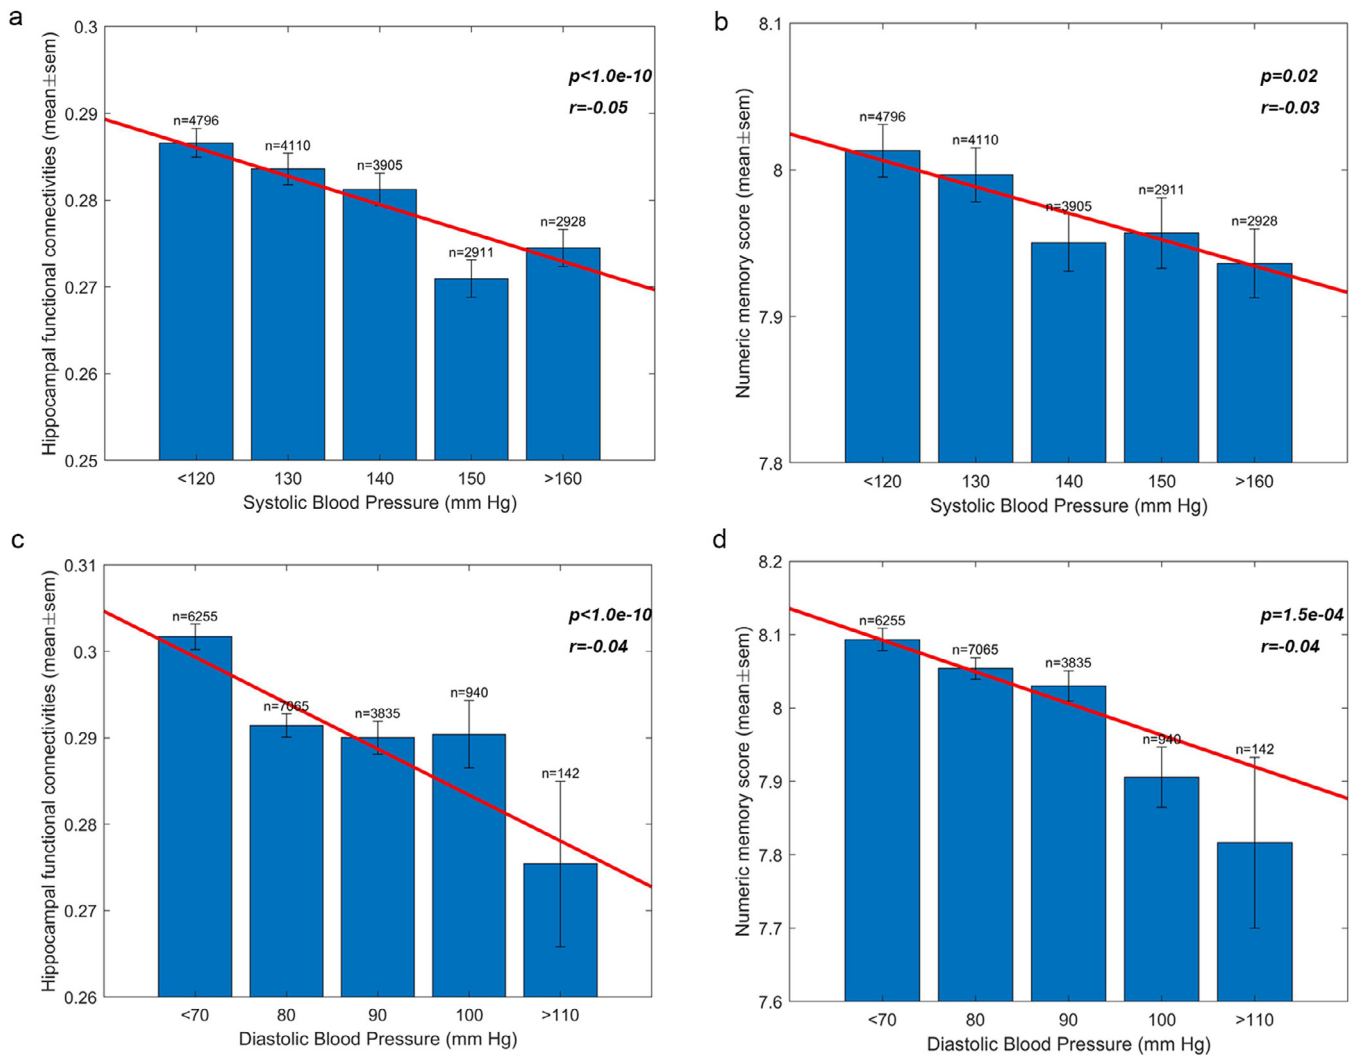 a
Hippocampal functional connectivities (mean±sem)
0.3
0.29
0.28
0.27
0.26
0.25
p<1.0e-10
r=-0.05
n=4796
n=4110
n=3905
n=2911
n=2928
<120 130 140 150 >160
Systolic Blood Pressure (mm Hg)
b
Numeric memory score (mean±sem)
8.1
8
7.9
7.8
p=0.02
r=-0.03
n=4796
n=4110
n=3905
n=2911
n=2928
<120 130 140 150 >160
Systolic Blood Pressure (mm Hg)
c
Hippocampal functional connectivities (mean±sem)
0.31
0.3
0.29
0.28
0.27
0.26
p<1.0e-10
r=-0.04
n=6255
n=7065
n=3835
n=940
n=142
<70 80 90 100 >110
Diastolic Blood Pressure (mm Hg)
d
Numeric memory score (mean±sem)
8.2
8.1
8
7.9
7.8
7.7
7.6
p=1.5e-04
r=-0.04
n=6255
n=7065
n=3835
n=940
n=142
<70 80 90 100 >110
Diastolic Blood Pressure (mm Hg)